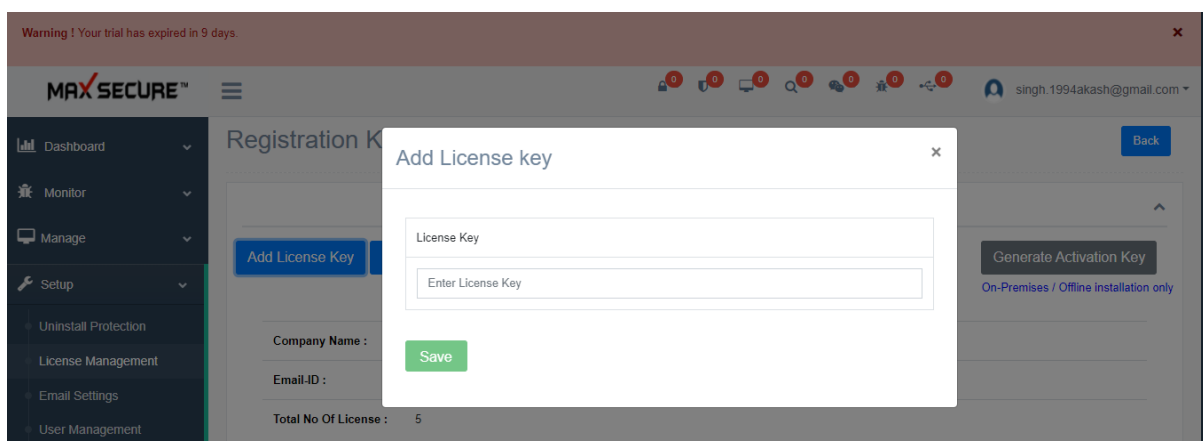 Warning ! Your trial has expired in 9 days.
×
MAX SECURE™
0 0 0 0 0 0 0
singh.1994akash@gmail.com
Dashboard
Monitor
Manage
Setup
Uninstall Protection
License Management
Email Settings
User Management
Registration K
Back
Add License Key
Generate Activation Key
On-Premises / Offline installation only
Company Name :
Email-ID :
Total No Of License : 5
Add License key
×
License Key
Enter License Key
Save